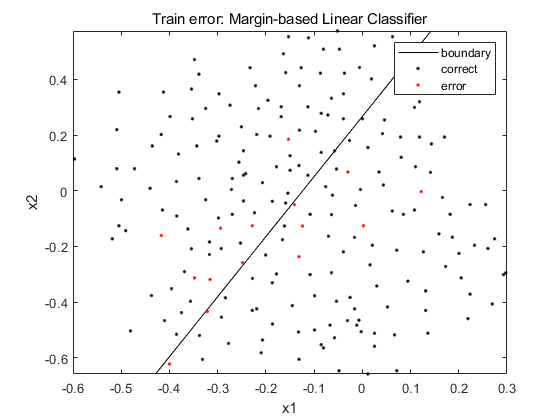 Train error: Margin-based Linear Classifier
boundary
correct
error
0.4
0.2
0
-0.2
-0.4
-0.6
x2
-0.6 -0.5 -0.4 -0.3 -0.2 -0.1 0 0.1 0.2 0.3
x1